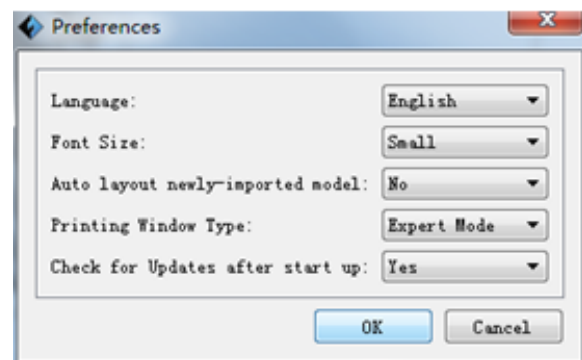 Preferences
Language: English
Font Size: Small
Auto layout newly-imported model: No
Printing Window Type: Expert Mode
Check for Updates after start up: Yes
OK Cancel